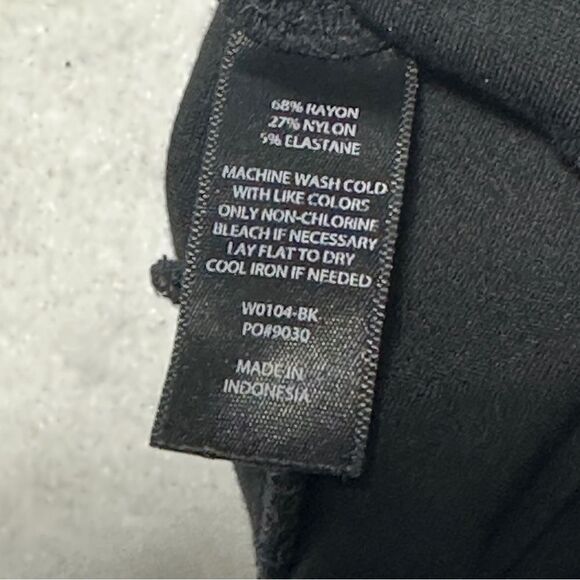 68% RAYON
27% NYLON
5% ELASTANE
MACHINE WASH COLD
WITH LIKE COLORS
ONLY NON-CHLORINE
BLEACH IF NECESSARY
LAY FLAT TO DRY
COOL IRON IF NEEDED
W0104-BK
PO#9030
MADE IN
INDONESIA